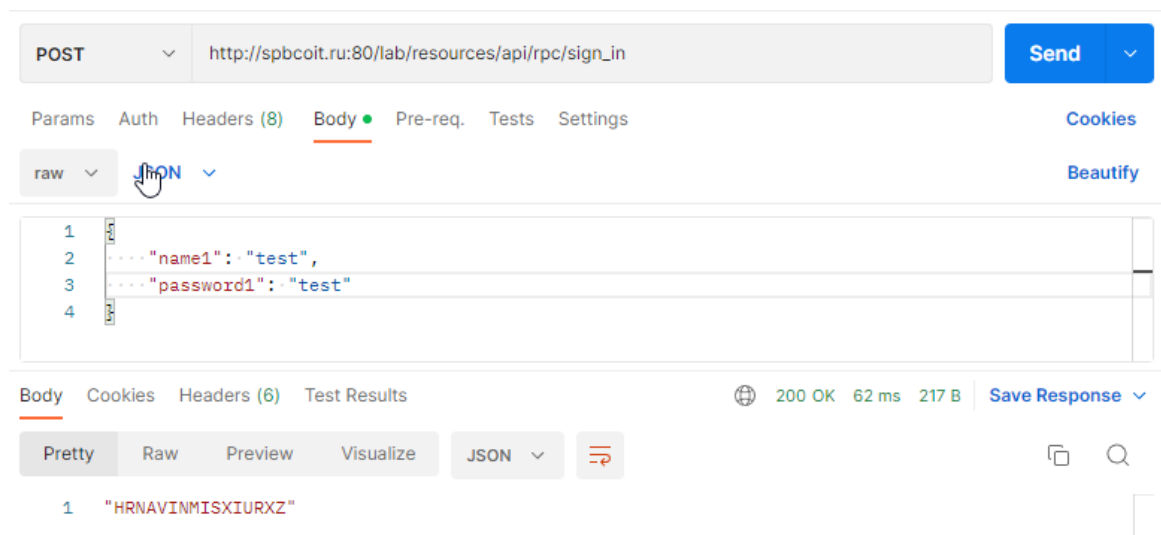 POST http://spbcoit.ru:80/lab/resources/api/rpc/sign_in Send
Params Auth Headers (8) Body Pre-req. Tests Settings Cookies
raw JSON Beautify
1 {
2 "name1": "test",
3 "password1": "test"
4 }
Body Cookies Headers (6) Test Results 200 OK 62 ms 217 B Save Response
Pretty Raw Preview Visualize JSON
1 "HRNAVINMISXIURXZ"